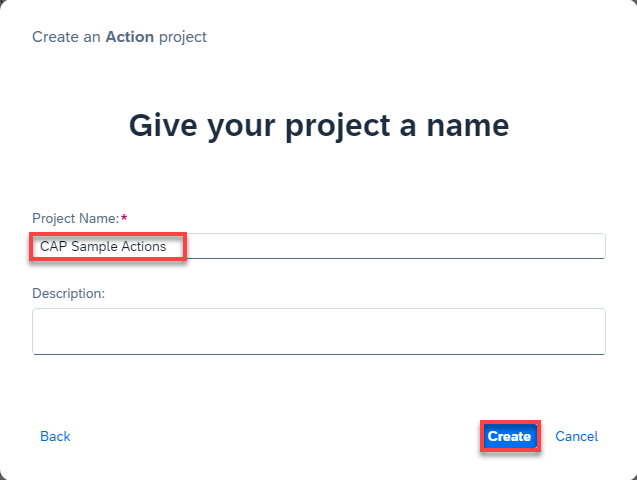 Create an Action project
Give your project a name
Project Name:*
CAP Sample Actions
Description:
Back
Create
Cancel